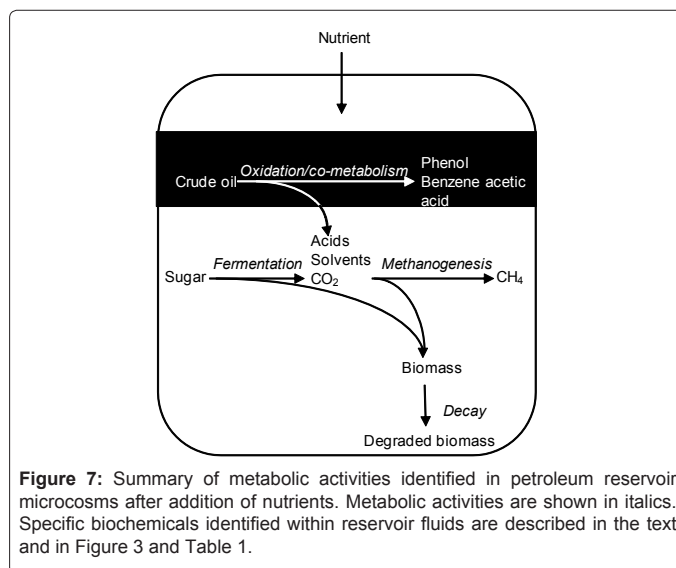 Nutrient
Oxidation/co-metabolism
Crude oil
Phenol
Benzene acetic
acid
Acids
Solvents
CO₂
Fermentation
Methanogenesis
Sugar
CH₄
Biomass
Decay
Degraded biomass
Figure 7: Summary of metabolic activities identified in petroleum reservoir
microcosms after addition of nutrients. Metabolic activities are shown in italics.
Specific biochemicals identified within reservoir fluids are described in the text
and in Figure 3 and Table 1.